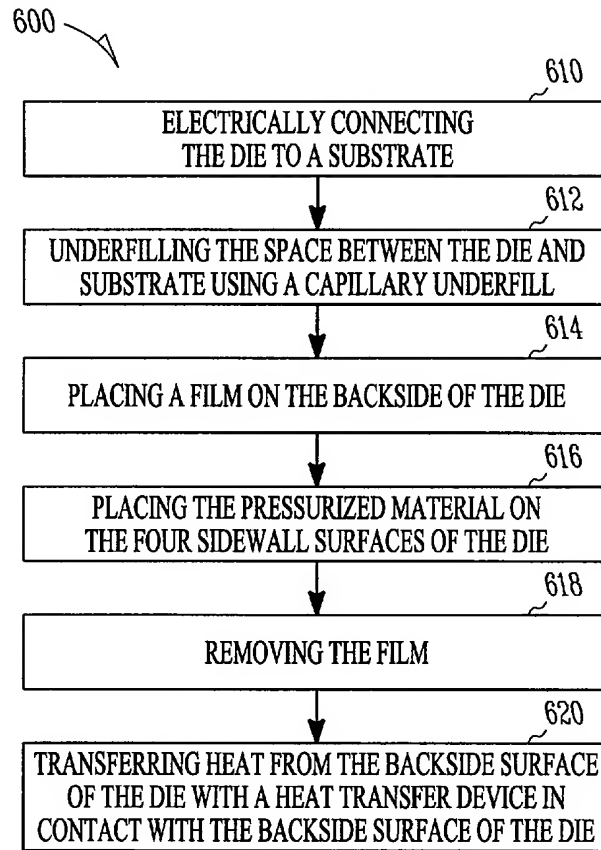 600
610
ELECTRICALLY CONNECTING
THE DIE TO A SUBSTRATE
612
UNDERFILLING THE SPACE BETWEEN THE DIE AND
SUBSTRATE USING A CAPILLARY UNDERFILL
614
PLACING A FILM ON THE BACKSIDE OF THE DIE
616
PLACING THE PRESSURIZED MATERIAL ON
THE FOUR SIDEWALL SURFACES OF THE DIE
618
REMOVING THE FILM
620
TRANSFERRING HEAT FROM THE BACKSIDE SURFACE
OF THE DIE WITH A HEAT TRANSFER DEVICE IN
CONTACT WITH THE BACKSIDE SURFACE OF THE DIE